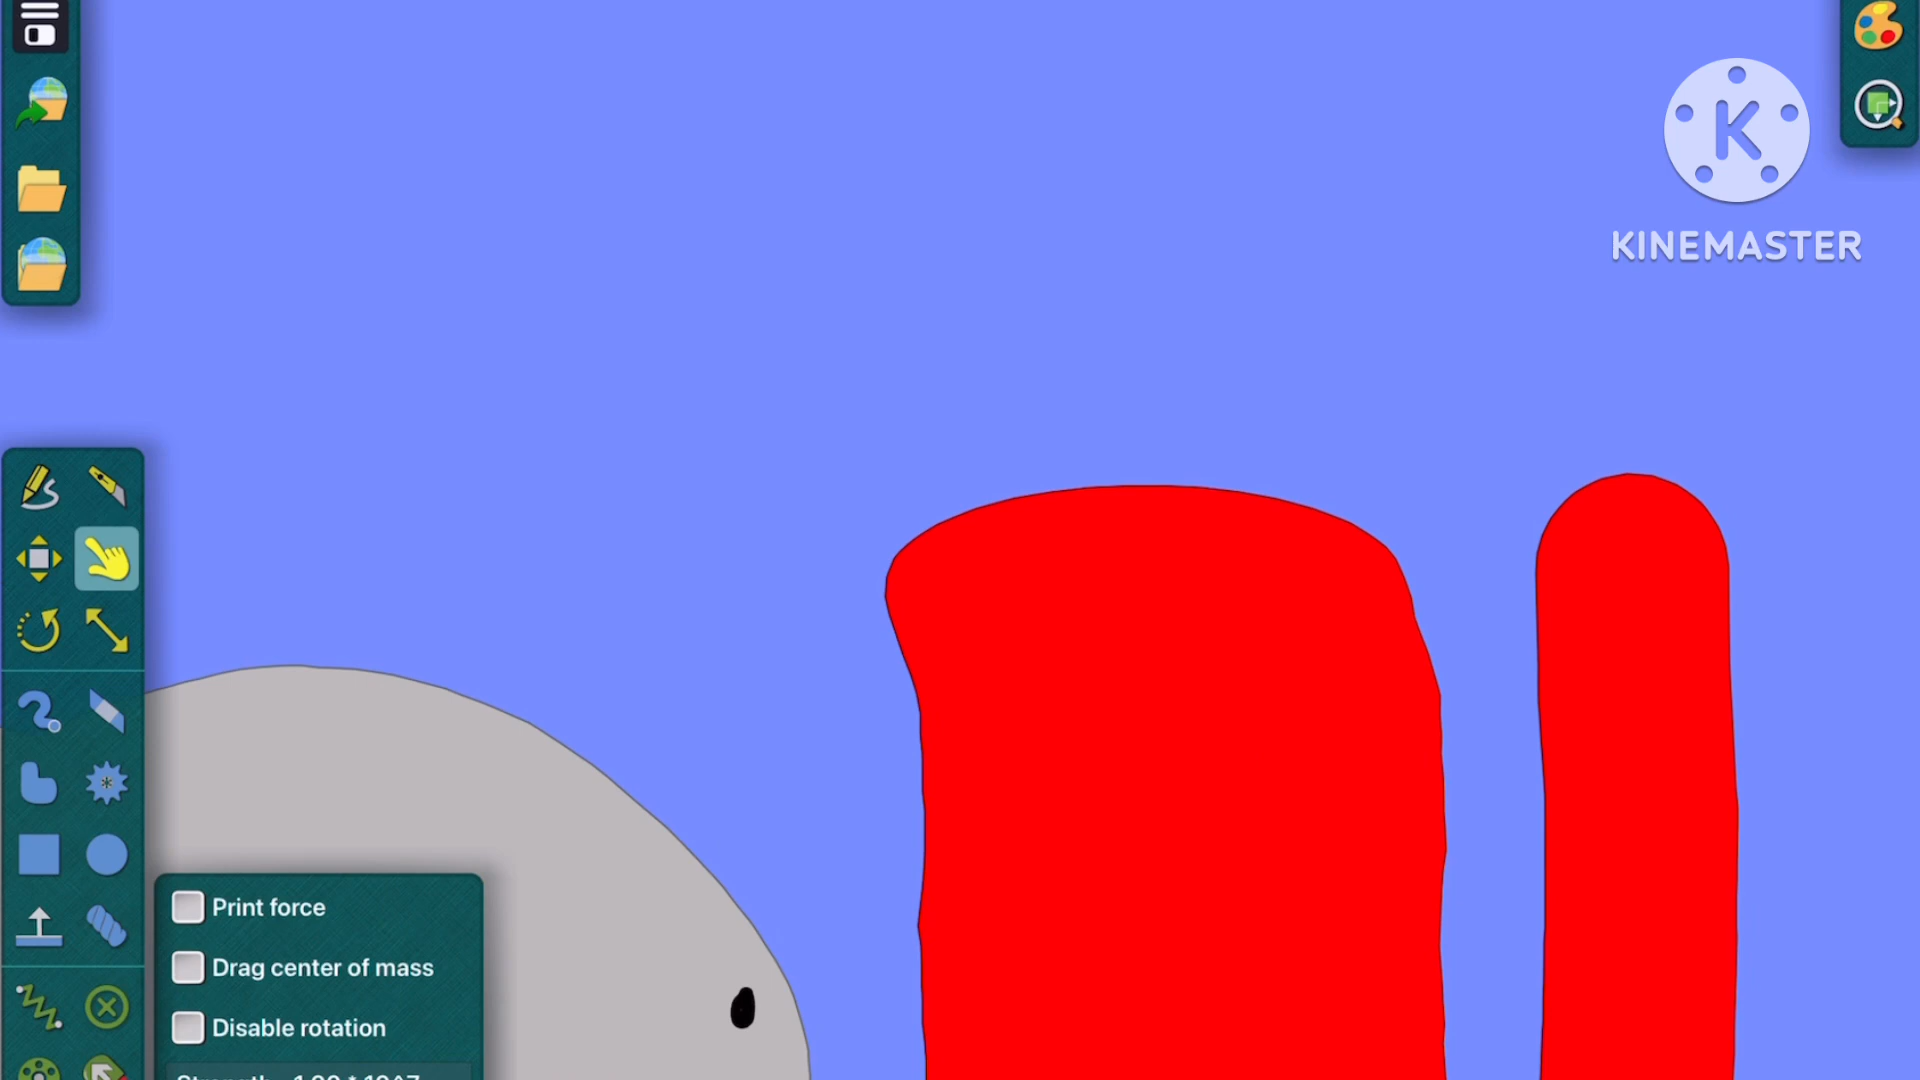 K
KINEMASTER
Print force
Drag center of mass
Disable rotation